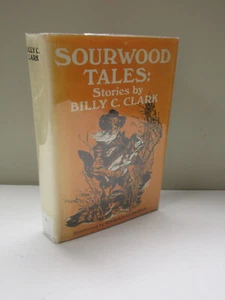 BILLY C.
CLARK
SOURWOOD
TALES:
Stories by
BILLY C. CLARK